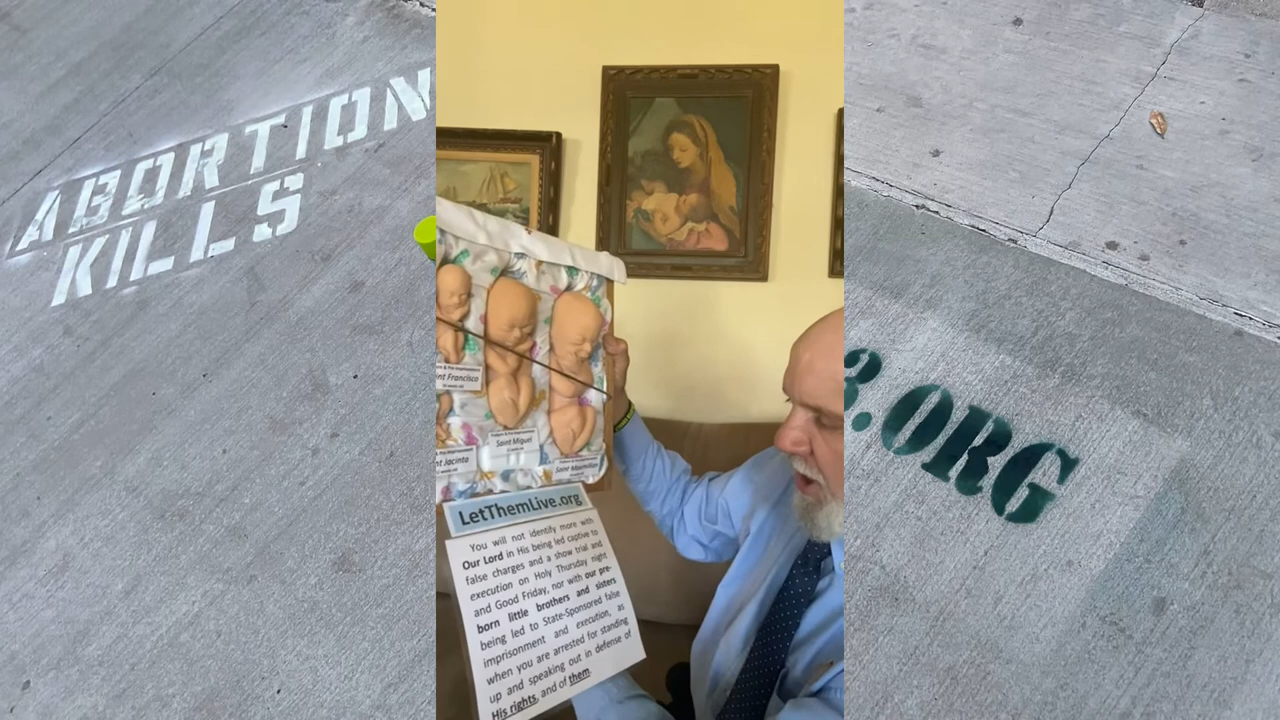 ABORTION
KILLS
Saint Miguel
LetThemLive.org
You will not identify more with
Our Lord in His being led captive to
false charges and a show trial and
execution on Holy Thursday night
and Good Friday, nor with our pre-
born little brothers and sisters
being led to State-Sponsored false
imprisonment and execution, as
when you are arrested for standing
up and speaking out in defense of
His rights, and of them.
int Francisco
nt Jacinta
Saint Maximilian
3.ORG